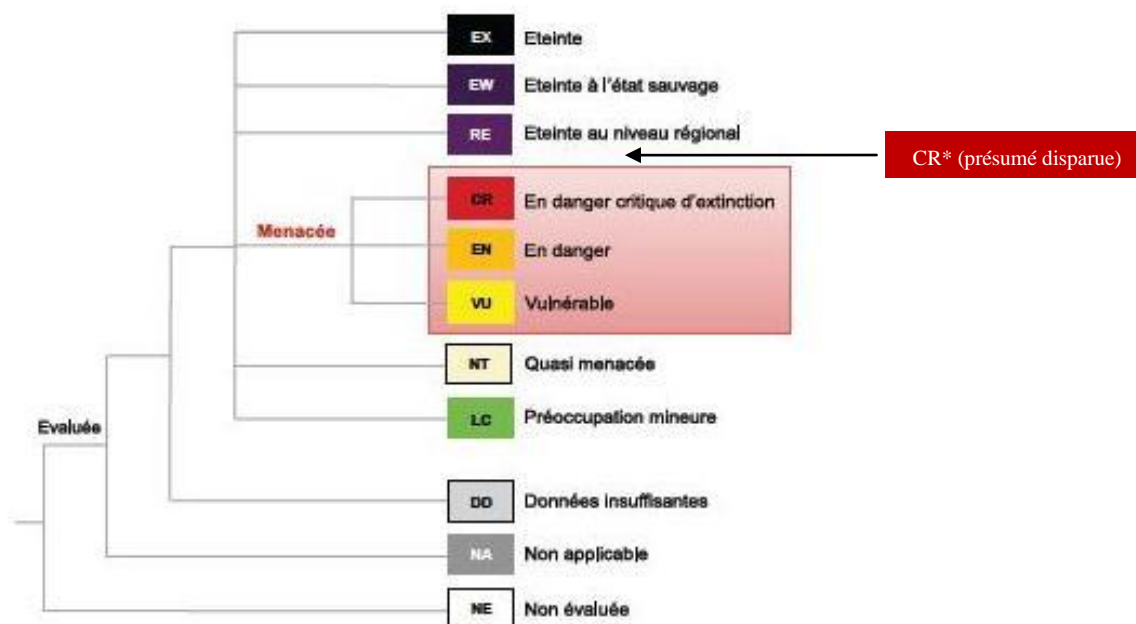 EX Eteinte
EW Eteinte à l'état sauvage
RE Eteinte au niveau régional
CR* (présumé disparue)
CR En danger critique d'extinction
Menacée
EN En danger
VU Vulnérable
NT Quasi menacée
LC Préoccupation mineure
Evaluée
DD Données insuffisantes
NA Non applicable
NE Non évaluée